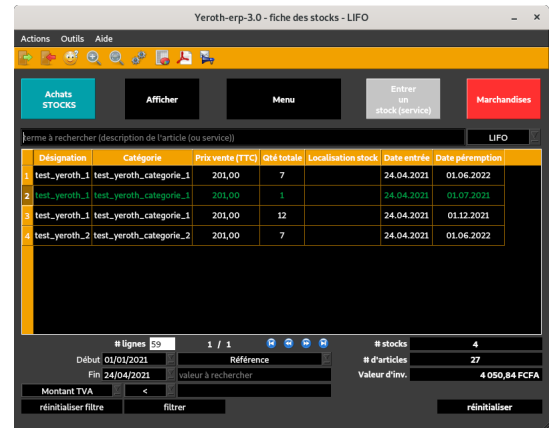 Yeroth-erp-3.0 - fiche des stocks - LIFO
Actions Outils Aide
Achats STOCKS
Afficher
Menu
Entrer un stock (service)
Marchandises
terme à rechercher (description de l'article (ou service))
LIFO
Désignation Catégorie Prix vente (TTC) Qté totale Localisation stock Date entrée Date péremption
1 test_yeroth_1 test_yeroth_categorie_1 201,00 7 24.04.2021 01.06.2022
2 test_yeroth_1 test_yeroth_categorie_1 201,00 1 24.04.2021 01.07.2021
3 test_yeroth_1 test_yeroth_categorie_1 201,00 12 24.04.2021 01.12.2021
4 test_yeroth_2 test_yeroth_categorie_2 201,00 7 24.04.2021 01.06.2022
# lignes 59 1 / 1 # stocks 4
Début 01/01/2021 Référence # d'articles 27
Fin 24/04/2021 valeur à rechercher Valeur d'inv. 4 050,84 FCFA
Montant TVA <
réinitialiser filtre filtrer réinitialiser